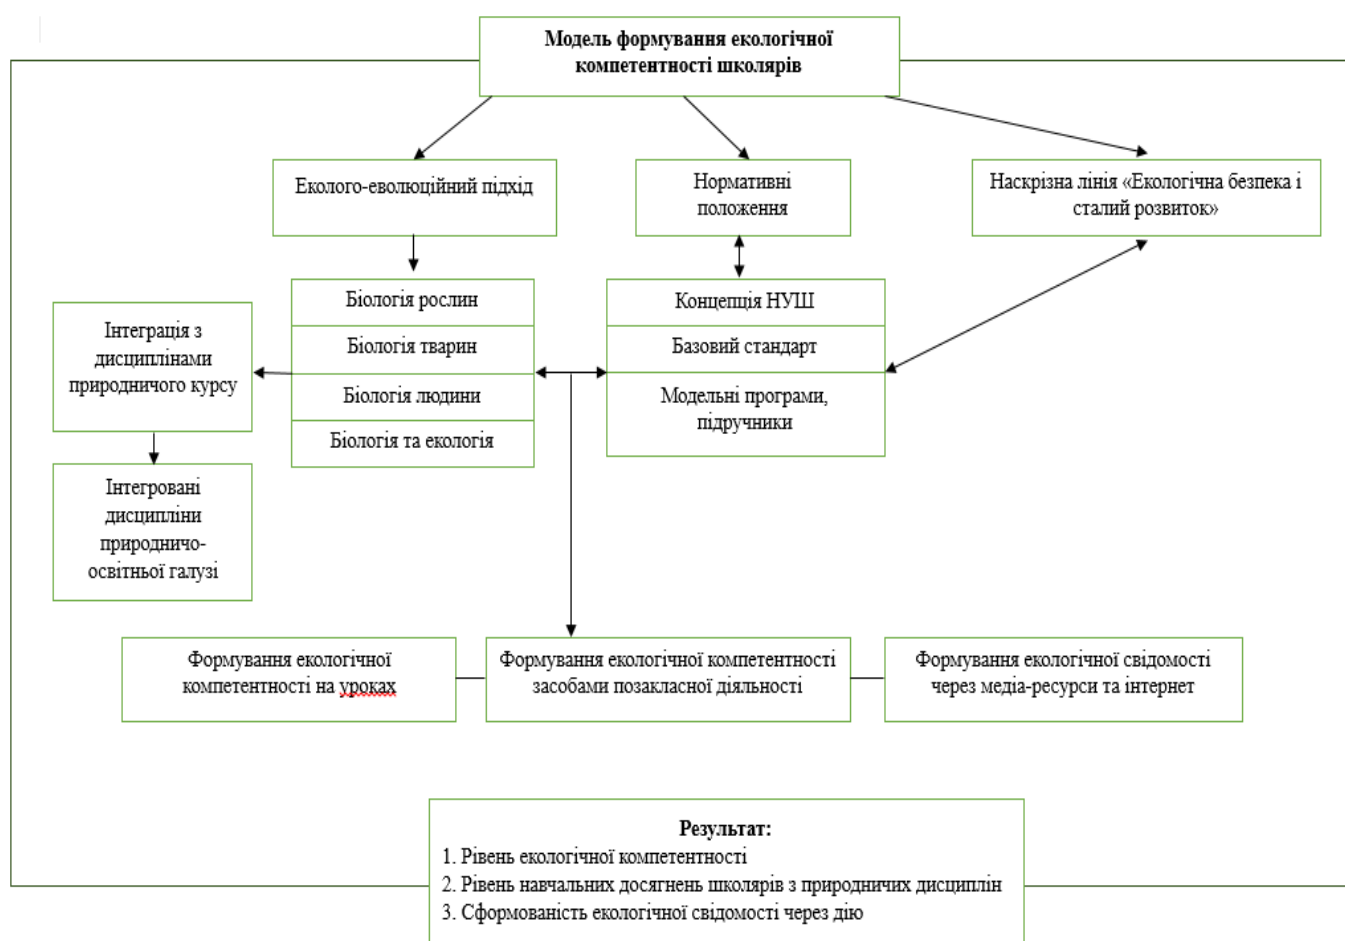 Модель формування екологічної
компетентності школярів
Еколого-еволюційний підхід
Нормативні
положення
Наскрізна лінія «Екологічна безпека і
сталий розвиток»
Біологія рослин
Біологія тварин
Біологія людини
Біологія та екологія
Концепція НУШ
Базовий стандарт
Модельні програми,
підручники
Інтеграція з
дисциплінами
природничого курсу
Інтегровані
дисципліни
природничо-
освітньої галузі
Формування екологічної
компетентності на уроках
Формування екологічної компетентності
засобами позакласної діяльності
Формування екологічної свідомості
через медіа-ресурси та інтернет
Результат:
1. Рівень екологічної компетентності
2. Рівень навчальних досягнень школярів з природничих дисциплін
3. Сформованість екологічної свідомості через дію